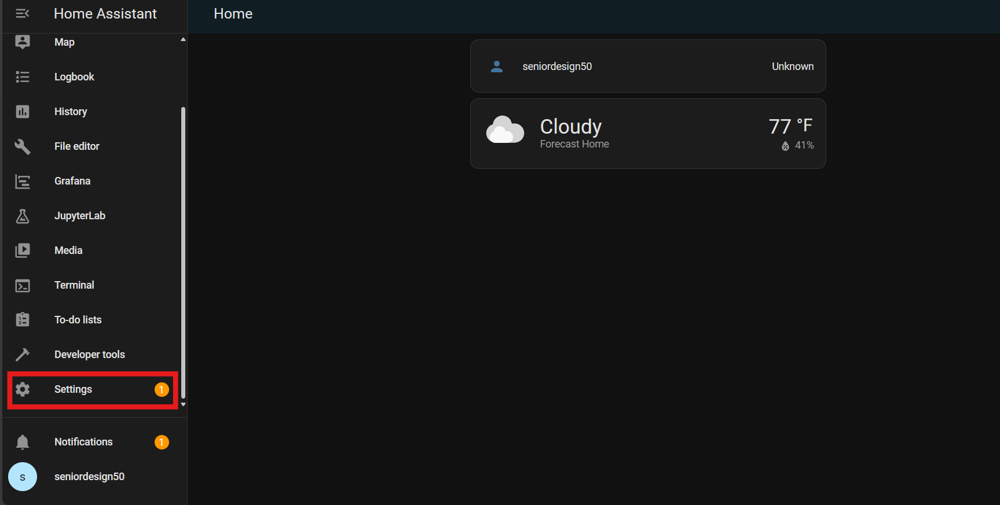 Home Assistant
Home
Map
Logbook
History
File editor
Grafana
JupyterLab
Media
Terminal
To-do lists
Developer tools
Settings 1
Notifications 1
s seniordesign50
seniordesign50 Unknown
Cloudy 77 °F
Forecast Home 41%